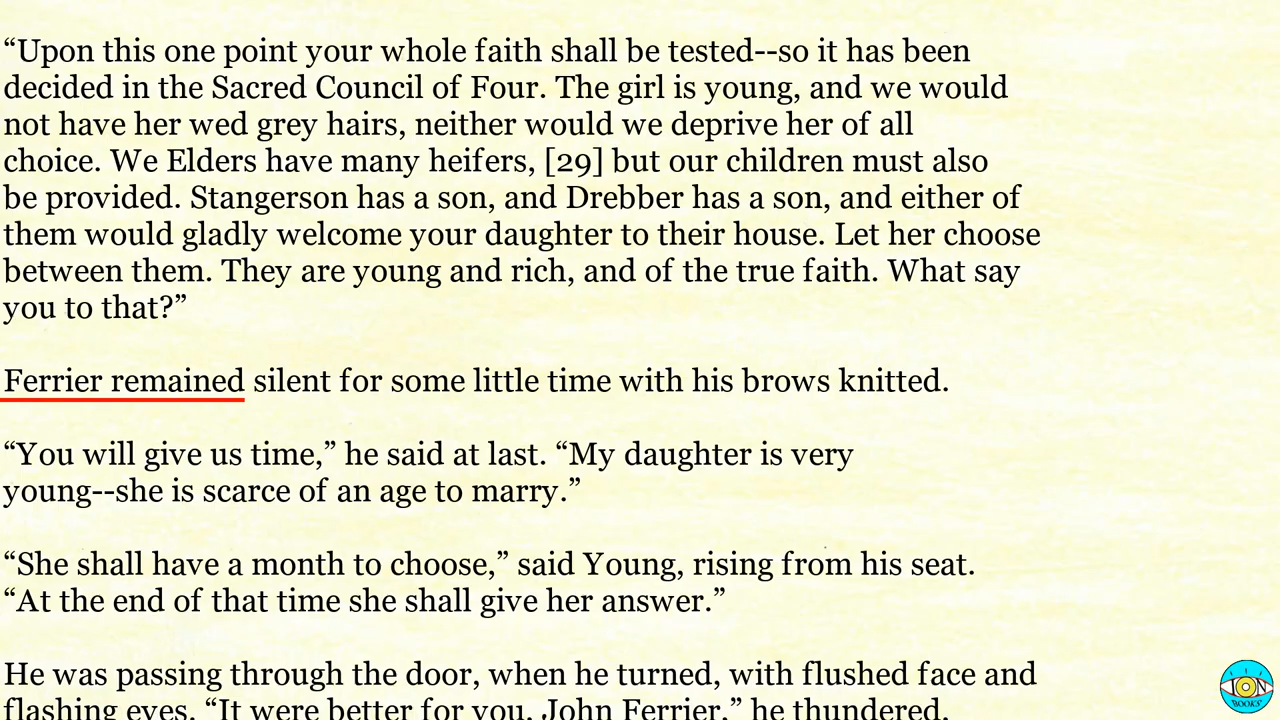 “Upon this one point your whole faith shall be tested--so it has been
decided in the Sacred Council of Four. The girl is young, and we would
not have her wed grey hairs, neither would we deprive her of all
choice. We Elders have many heifers, [29] but our children must also
be provided. Stangerson has a son, and Drebber has a son, and either of
them would gladly welcome your daughter to their house. Let her choose
between them. They are young and rich, and of the true faith. What say
you to that?”
Ferrier remained silent for some little time with his brows knitted.
“You will give us time,” he said at last. “My daughter is very
young--she is scarce of an age to marry.”
“She shall have a month to choose,” said Young, rising from his seat.
“At the end of that time she shall give her answer.”
He was passing through the door, when he turned, with flushed face and
flashing eyes. “It were better for you, John Ferrier,” he thundered,
ION
BOOKS